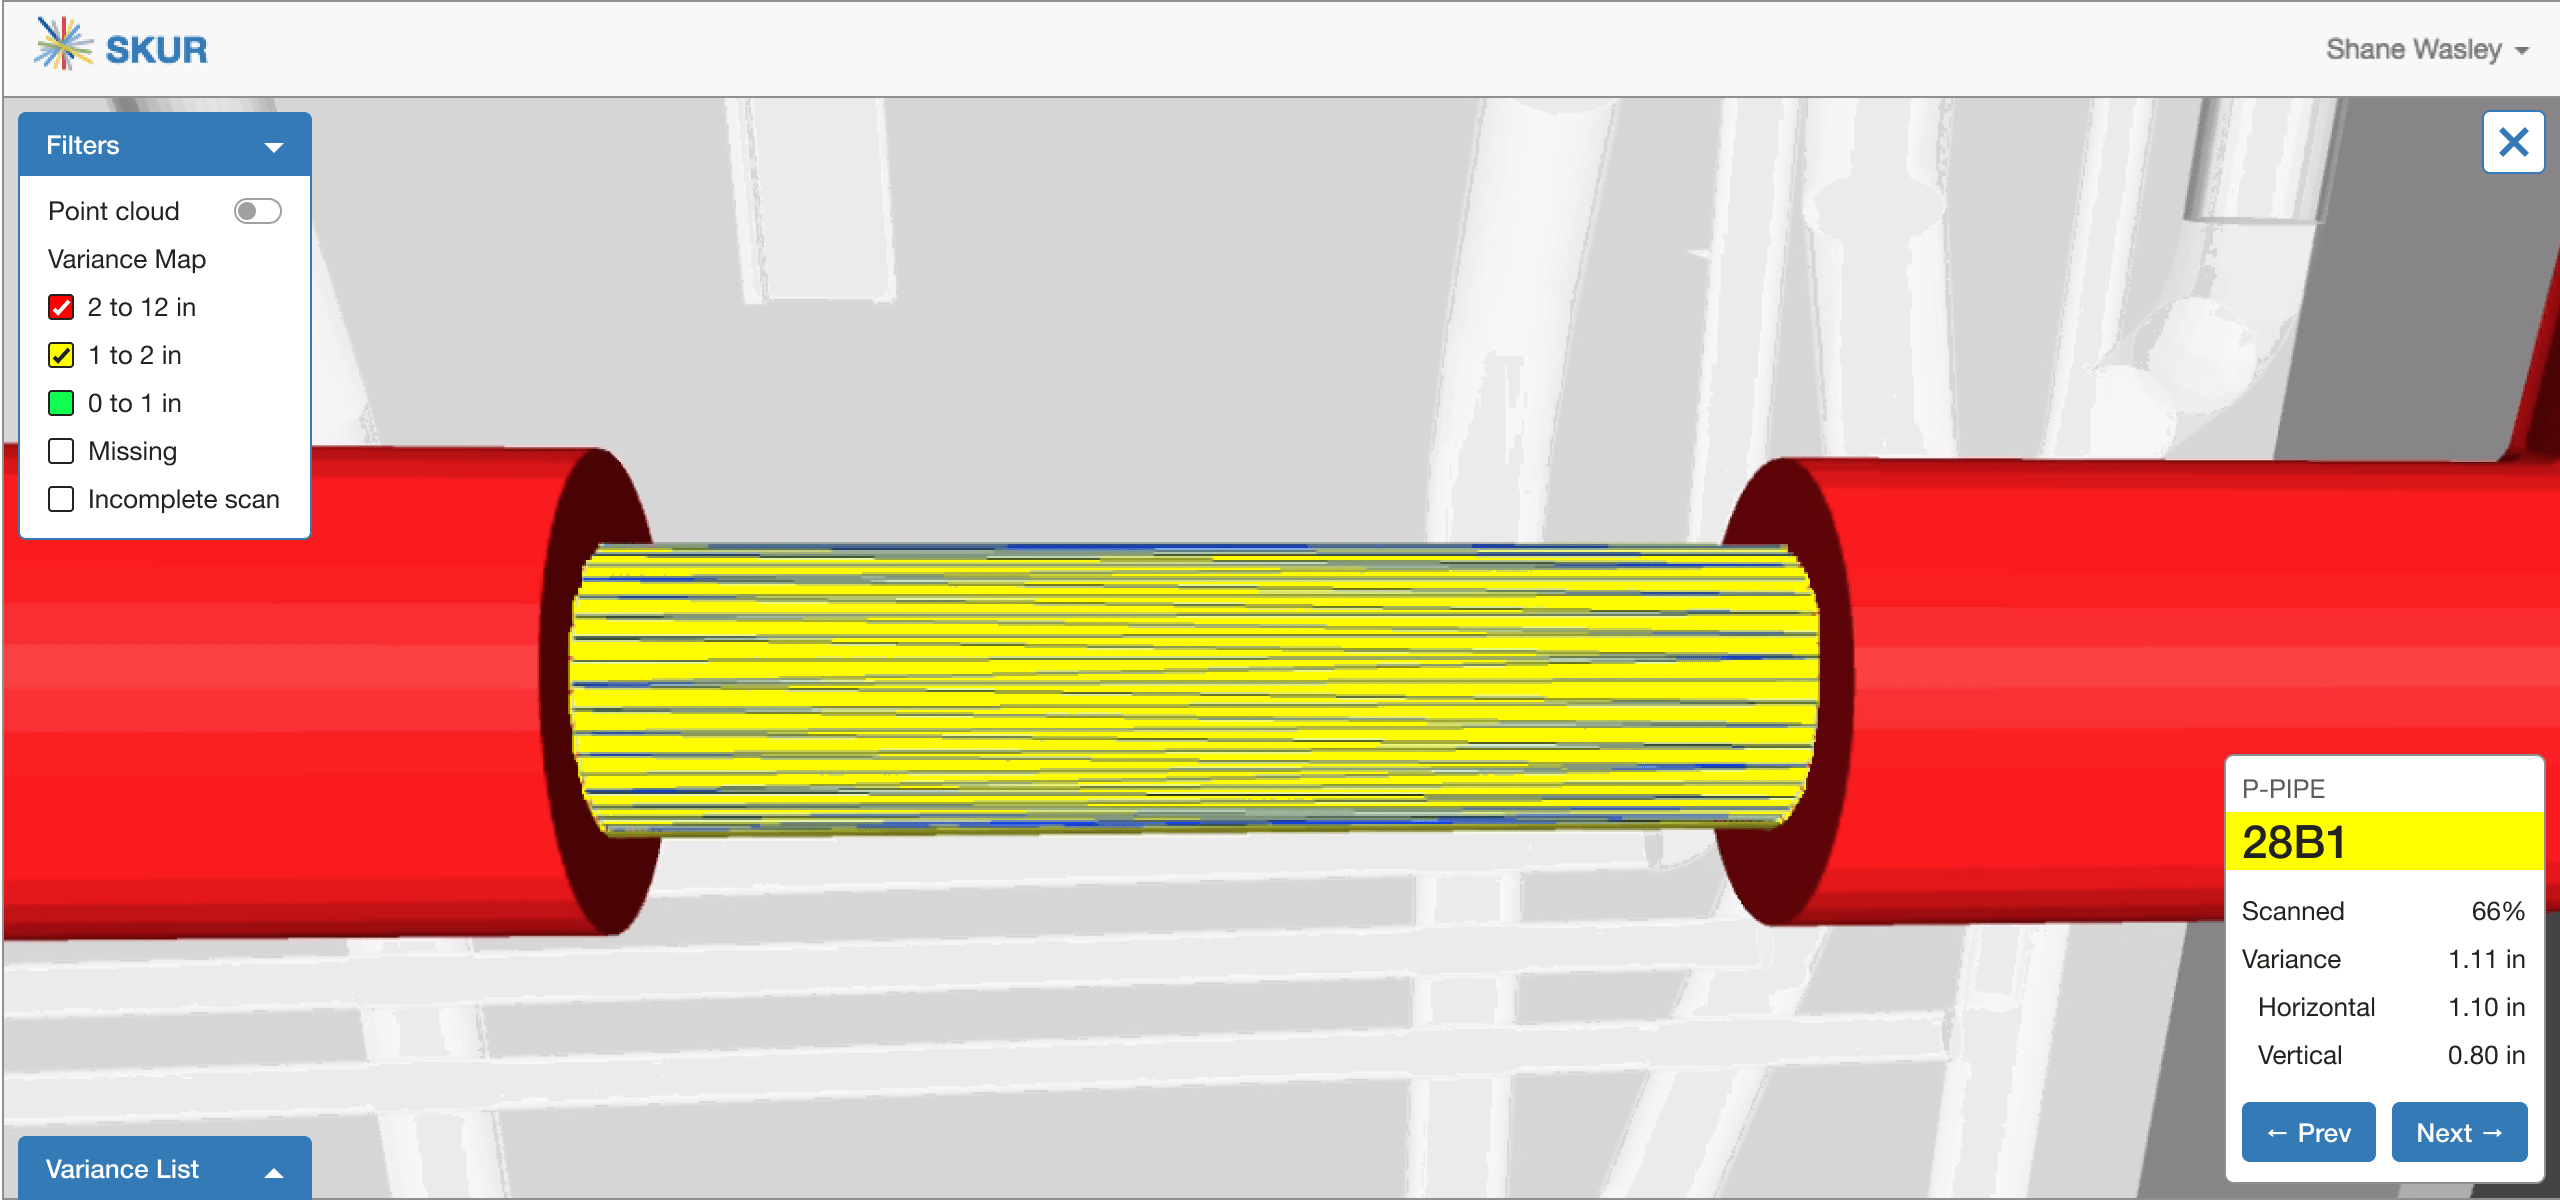 SKUR
Shane Wasley
Filters
Point cloud
Variance Map
2 to 12 in
1 to 2 in
0 to 1 in
Missing
Incomplete scan
P-PIPE
28B1
Scanned 66%
Variance 1.11 in
Horizontal 1.10 in
Vertical 0.80 in
← Prev Next →
Variance List